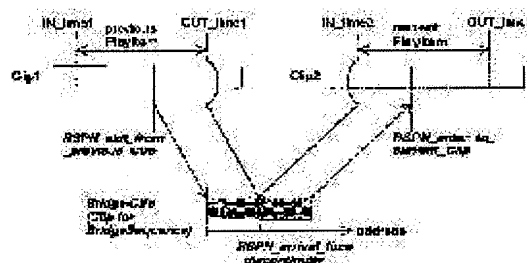 IN_time1
OUT_time1
IN_time2
OUT_time2
previous
PlayItem
current
PlayItem
Clip1
Clip2
RSPN_exit_from
_previous_Clip
RSPN_enter_to_
current_Clip
Bridge-Clip
(Clip for
BridgeSequence)
address
RSPN_arrival_time
_discontinuity